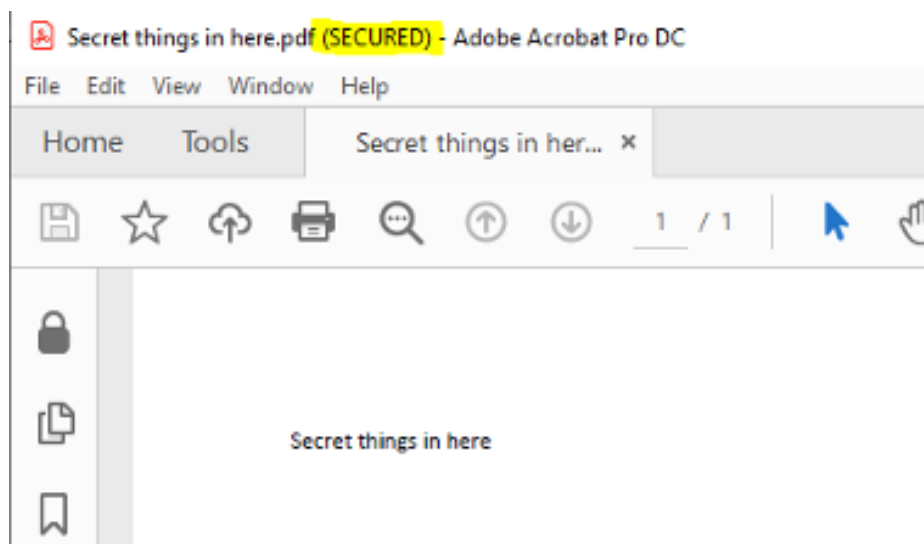 Secret things in here.pdf (SECURED) - Adobe Acrobat Pro DC
File Edit View Window Help
Home Tools Secret things in her... ×
1 / 1
Secret things in here